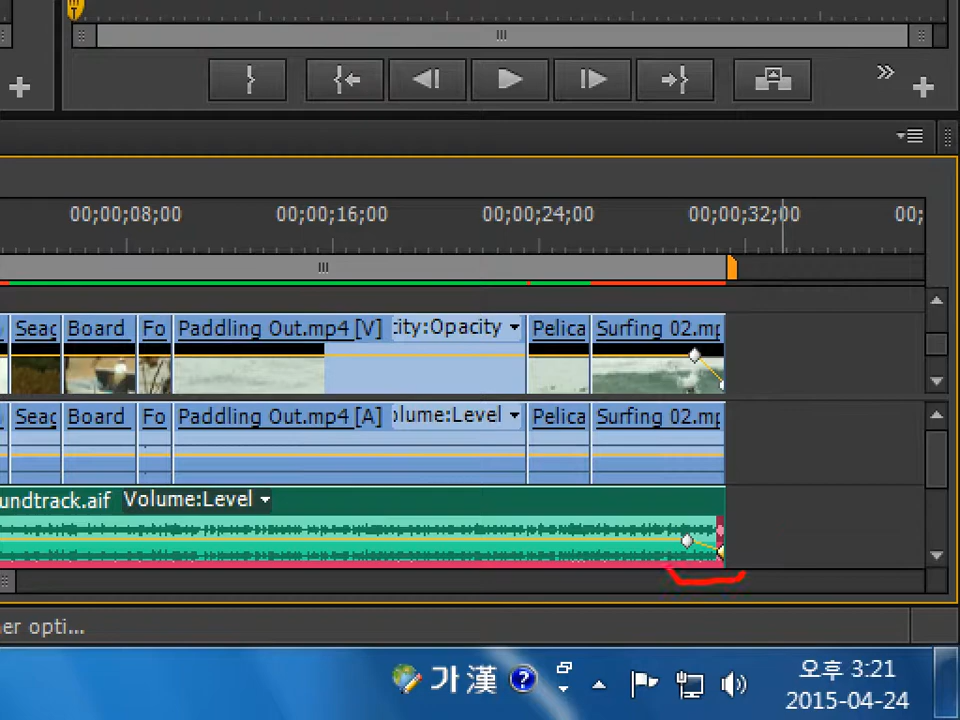 00;00;08;00 00;00;16;00 00;00;24;00 00;00;32;00 00;
Seag Board Fo Paddling Out.mp4 [V] city:Opacity Pelica Surfing 02.mp
Seag Board Fo Paddling Out.mp4 [A] olume:Level Pelica Surfing 02.mp
undtrack.aif Volume:Level
er opti...
가 漢 ? 오후 3:21
2015-04-24